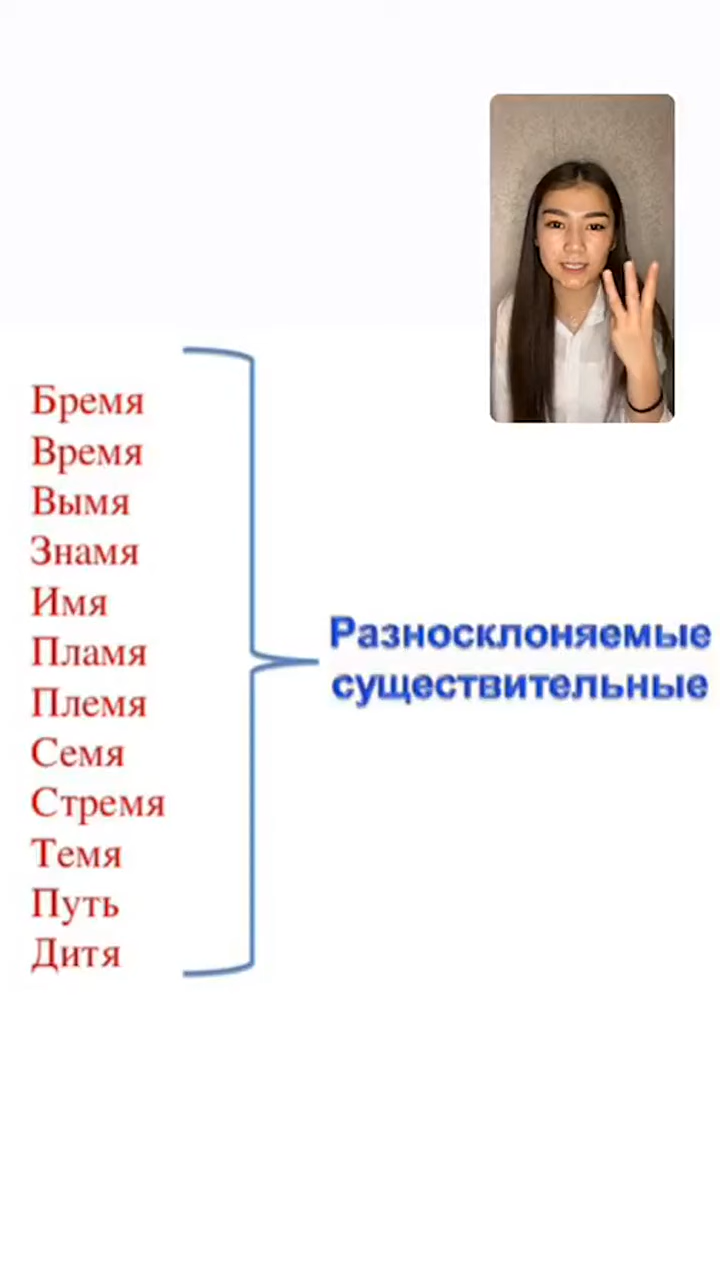 Бремя
Время
Вымя
Знамя
Имя
Пламя
Племя
Семя
Стремя
Темя
Путь
Дитя
Разносклоняемые
существительные